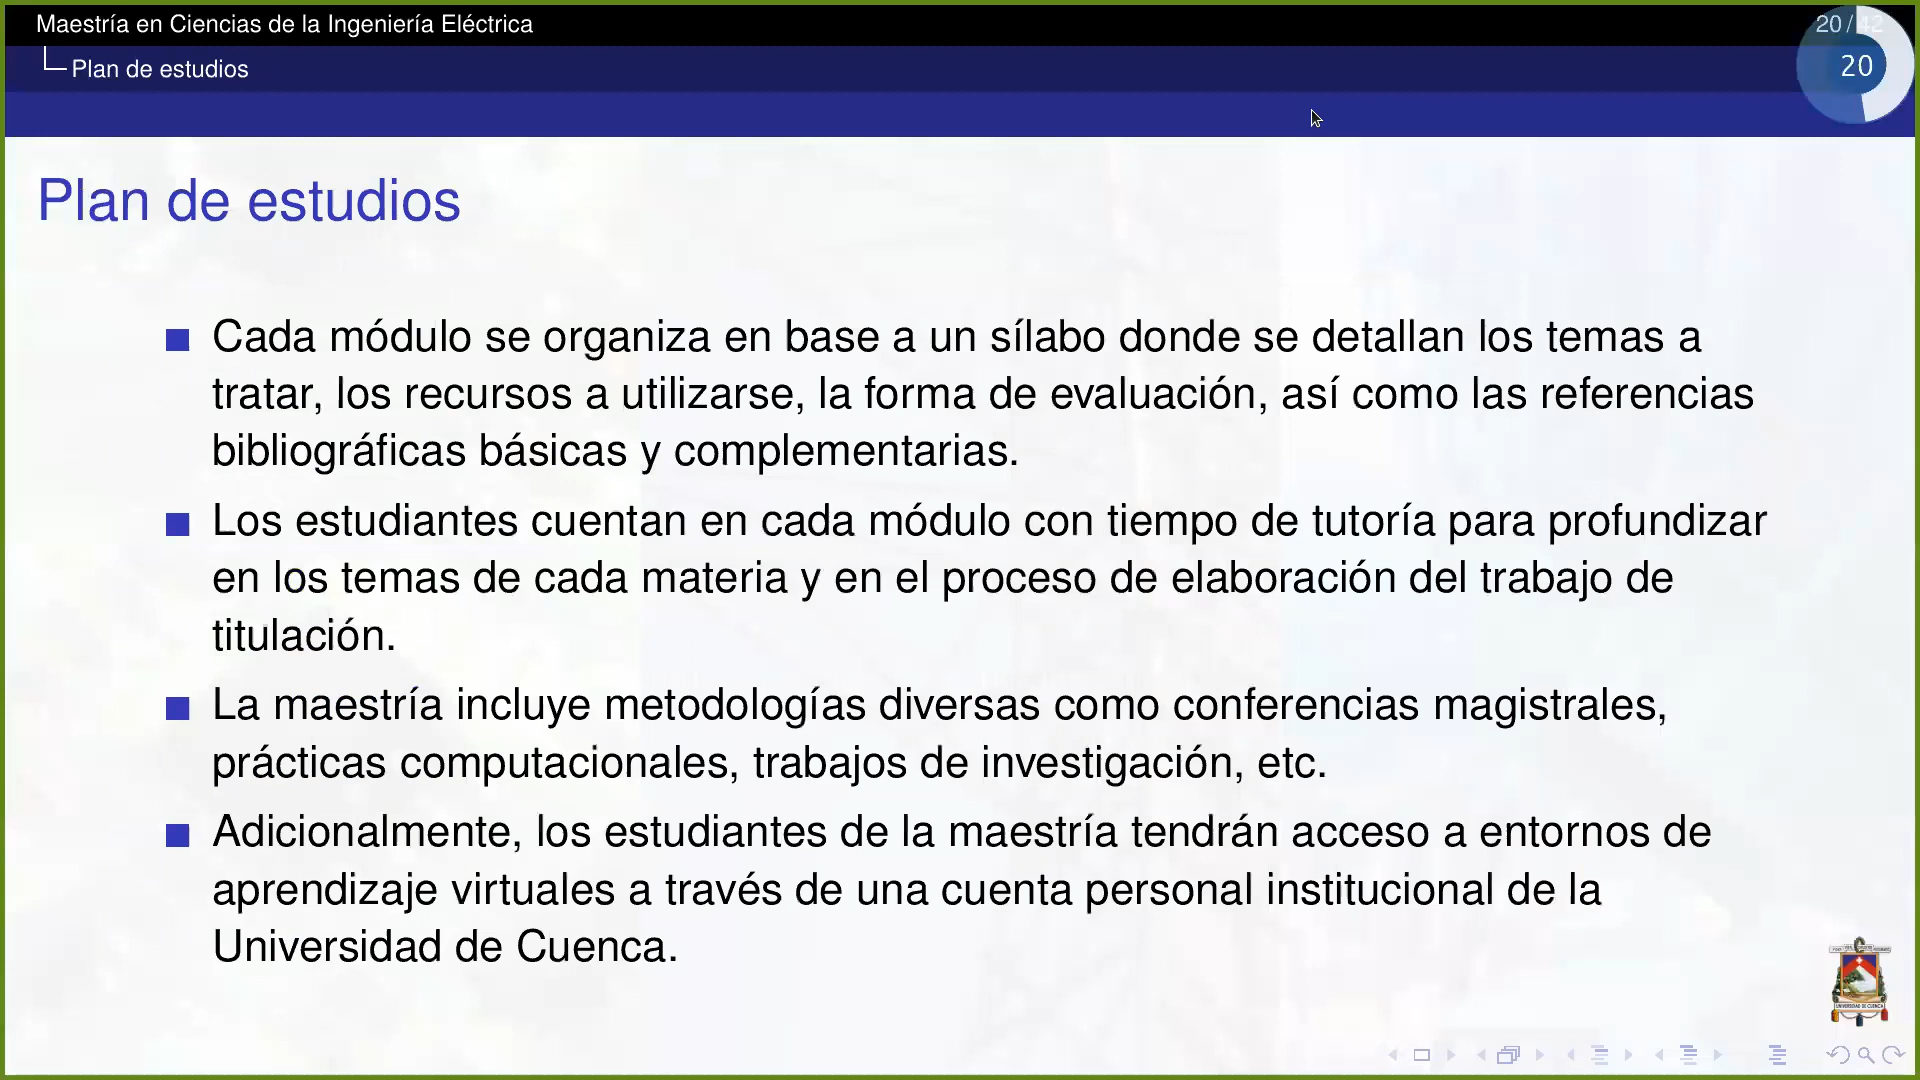 Maestría en Ciencias de la Ingeniería Eléctrica
20 / 42
Plan de estudios
20
Plan de estudios
Cada módulo se organiza en base a un sílabo donde se detallan los temas a
tratar, los recursos a utilizarse, la forma de evaluación, así como las referencias
bibliográficas básicas y complementarias.
Los estudiantes cuentan en cada módulo con tiempo de tutoría para profundizar
en los temas de cada materia y en el proceso de elaboración del trabajo de
titulación.
La maestría incluye metodologías diversas como conferencias magistrales,
prácticas computacionales, trabajos de investigación, etc.
Adicionalmente, los estudiantes de la maestría tendrán acceso a entornos de
aprendizaje virtuales a través de una cuenta personal institucional de la
Universidad de Cuenca.
UNIVERSIDAD DE CUENCA